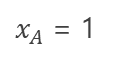 x_A = 1